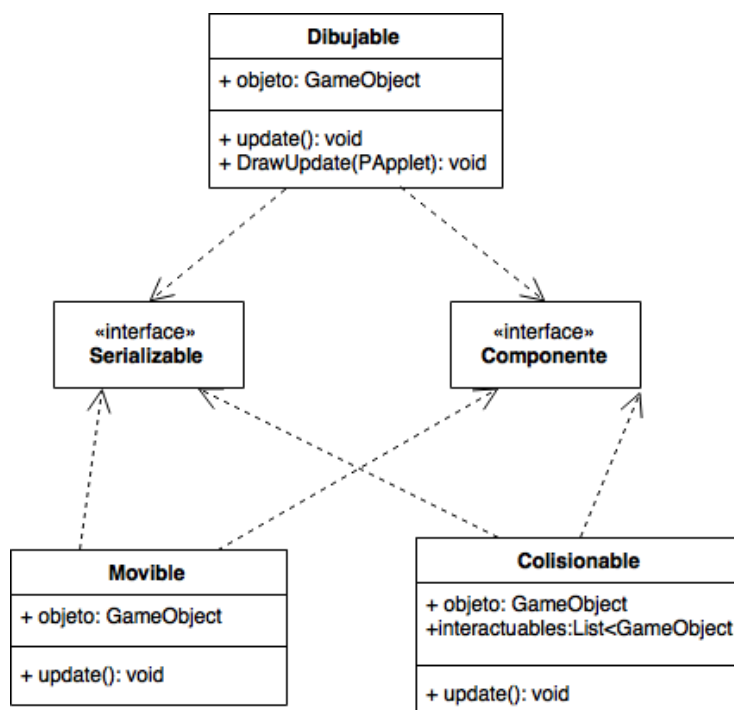 Dibujable
+ objeto: GameObject
+ update(): void
+ DrawUpdate(PApplet): void
«interface»
Serializable
«interface»
Componente
Movible
+ objeto: GameObject
+ update(): void
Colisionable
+ objeto: GameObject
+interactuables:List<GameObject
+ update(): void